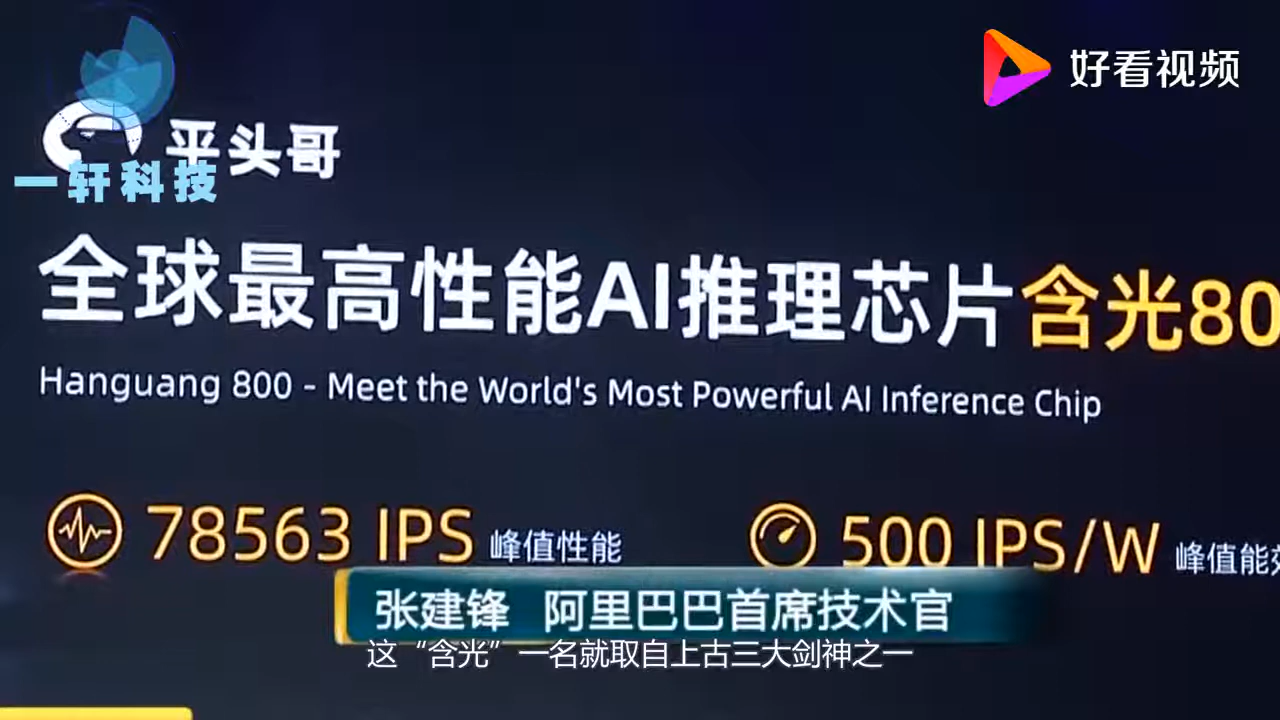 好看视频
平头哥
一轩科技
全球最高性能AI推理芯片含光80
Hanguang 800 - Meet the World's Most Powerful AI Inference Chip
78563 IPS 峰值性能
500 IPS/W 峰值能效
张建锋 阿里巴巴首席技术官
这“含光”一名就取自上古三大剑神之一